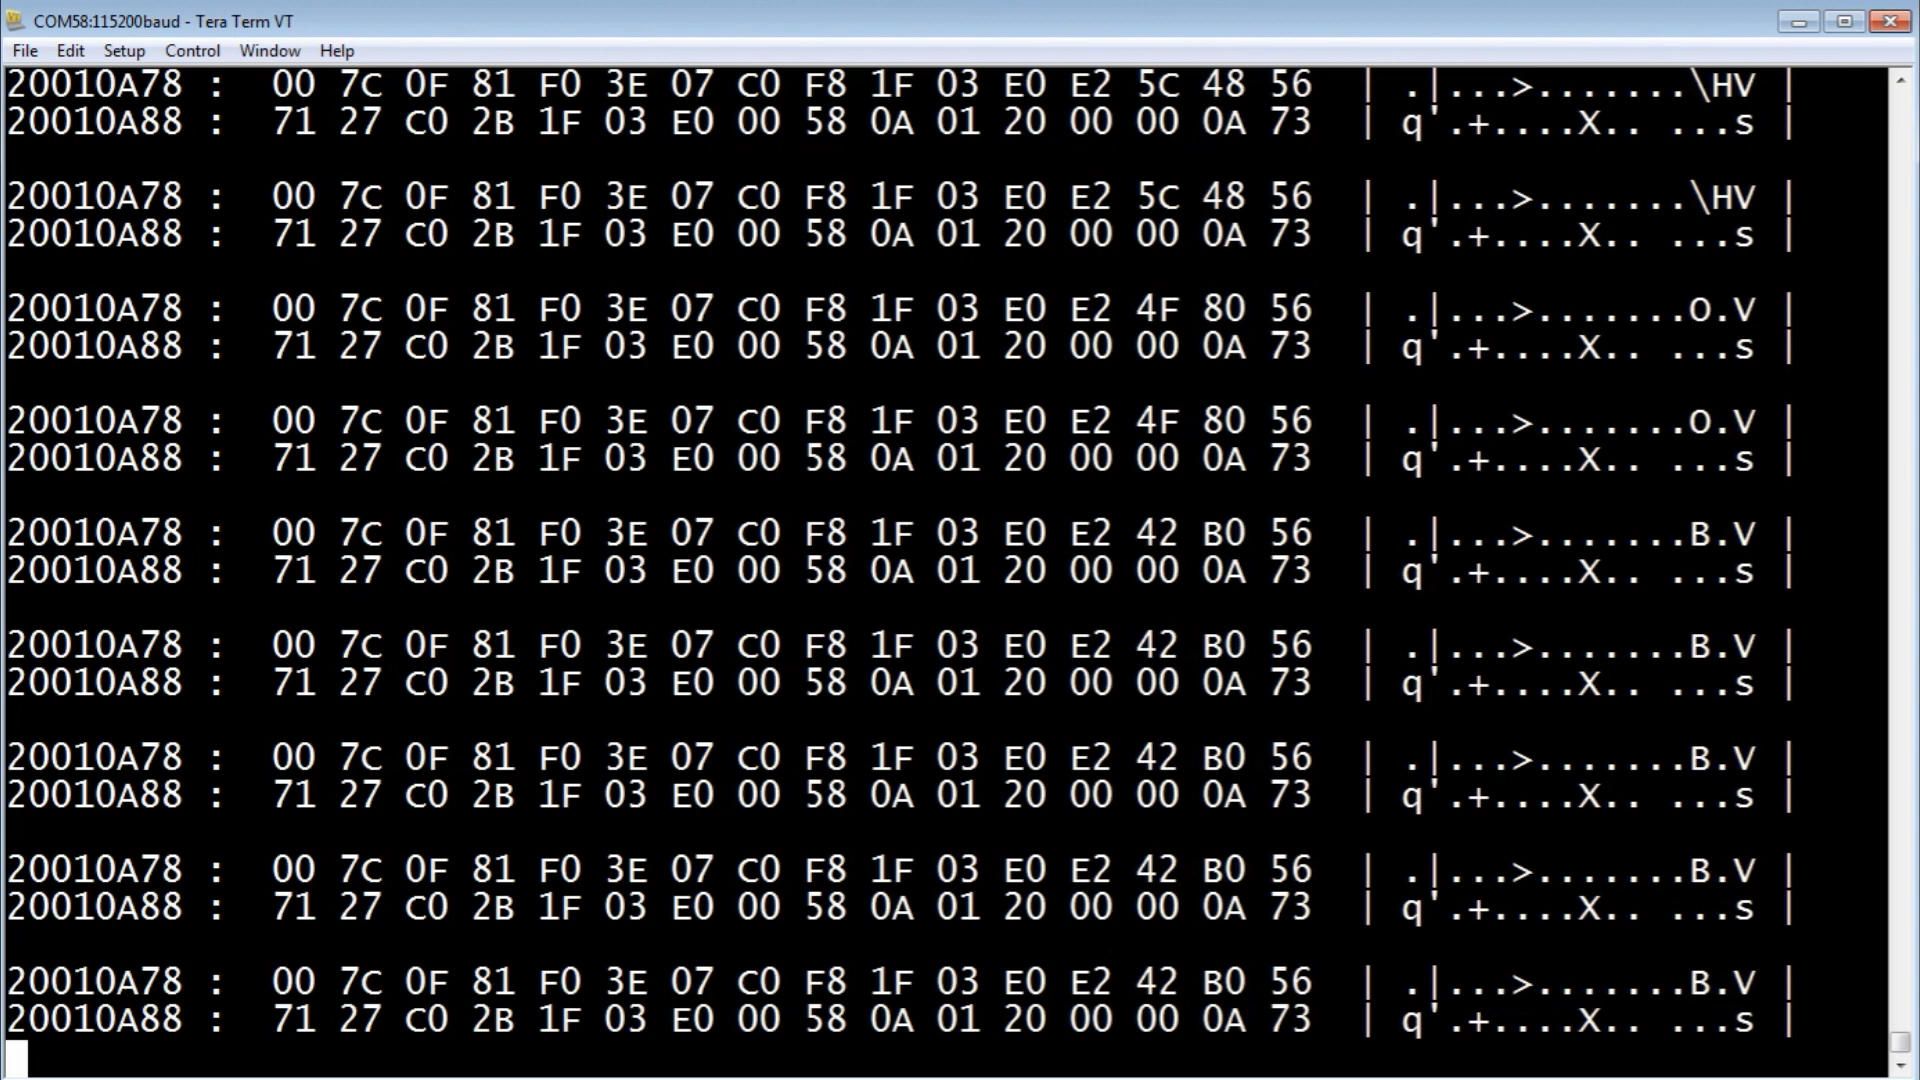 COM58:115200baud - Tera Term VT
File Edit Setup Control Window Help
20010A78 : 00 7C 0F 81 F0 3E 07 C0 F8 1F 03 E0 E2 5C 48 56 | .|...>.......\HV |
20010A88 : 71 27 C0 2B 1F 03 E0 00 58 0A 01 20 00 00 0A 73 | q'.+....X.. ...s |
20010A78 : 00 7C 0F 81 F0 3E 07 C0 F8 1F 03 E0 E2 5C 48 56 | .|...>.......\HV |
20010A88 : 71 27 C0 2B 1F 03 E0 00 58 0A 01 20 00 00 0A 73 | q'.+....X.. ...s |
20010A78 : 00 7C 0F 81 F0 3E 07 C0 F8 1F 03 E0 E2 4F 80 56 | .|...>.......O.V |
20010A88 : 71 27 C0 2B 1F 03 E0 00 58 0A 01 20 00 00 0A 73 | q'.+....X.. ...s |
20010A78 : 00 7C 0F 81 F0 3E 07 C0 F8 1F 03 E0 E2 4F 80 56 | .|...>.......O.V |
20010A88 : 71 27 C0 2B 1F 03 E0 00 58 0A 01 20 00 00 0A 73 | q'.+....X.. ...s |
20010A78 : 00 7C 0F 81 F0 3E 07 C0 F8 1F 03 E0 E2 42 B0 56 | .|...>.......B.V |
20010A88 : 71 27 C0 2B 1F 03 E0 00 58 0A 01 20 00 00 0A 73 | q'.+....X.. ...s |
20010A78 : 00 7C 0F 81 F0 3E 07 C0 F8 1F 03 E0 E2 42 B0 56 | .|...>.......B.V |
20010A88 : 71 27 C0 2B 1F 03 E0 00 58 0A 01 20 00 00 0A 73 | q'.+....X.. ...s |
20010A78 : 00 7C 0F 81 F0 3E 07 C0 F8 1F 03 E0 E2 42 B0 56 | .|...>.......B.V |
20010A88 : 71 27 C0 2B 1F 03 E0 00 58 0A 01 20 00 00 0A 73 | q'.+....X.. ...s |
20010A78 : 00 7C 0F 81 F0 3E 07 C0 F8 1F 03 E0 E2 42 B0 56 | .|...>.......B.V |
20010A88 : 71 27 C0 2B 1F 03 E0 00 58 0A 01 20 00 00 0A 73 | q'.+....X.. ...s |
20010A78 : 00 7C 0F 81 F0 3E 07 C0 F8 1F 03 E0 E2 42 B0 56 | .|...>.......B.V |
20010A88 : 71 27 C0 2B 1F 03 E0 00 58 0A 01 20 00 00 0A 73 | q'.+....X.. ...s |